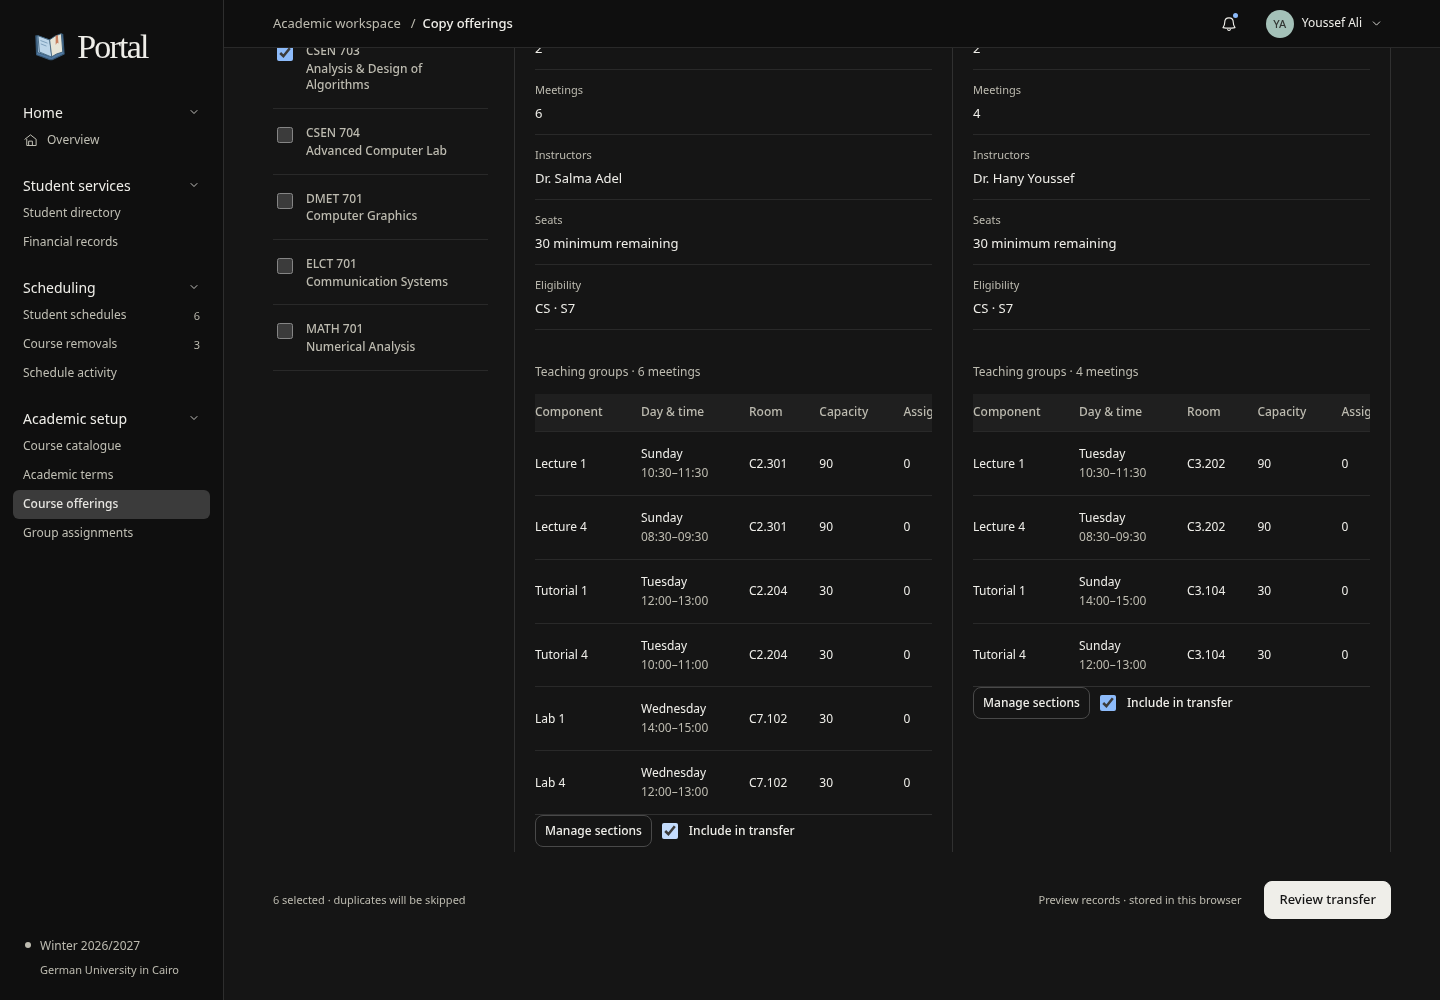 Portal
Home
Overview
Student services
Student directory
Financial records
Scheduling
Student schedules 6
Course removals 3
Schedule activity
Academic setup
Course catalogue
Academic terms
Course offerings
Group assignments
Winter 2026/2027
German University in Cairo
Academic workspace / Copy offerings
YA Youssef Ali
CSEN 703
Analysis & Design of
Algorithms
CSEN 704
Advanced Computer Lab
DMET 701
Computer Graphics
ELCT 701
Communication Systems
MATH 701
Numerical Analysis
2
Meetings
6
Instructors
Dr. Salma Adel
Seats
30 minimum remaining
Eligibility
CS · S7
Teaching groups · 6 meetings
Component Day & time Room Capacity Assig
Lecture 1 Sunday 10:30–11:30 C2.301 90 0
Lecture 4 Sunday 08:30–09:30 C2.301 90 0
Tutorial 1 Tuesday 12:00–13:00 C2.204 30 0
Tutorial 4 Tuesday 10:00–11:00 C2.204 30 0
Lab 1 Wednesday 14:00–15:00 C7.102 30 0
Lab 4 Wednesday 12:00–13:00 C7.102 30 0
Manage sections Include in transfer
2
Meetings
4
Instructors
Dr. Hany Youssef
Seats
30 minimum remaining
Eligibility
CS · S7
Teaching groups · 4 meetings
Component Day & time Room Capacity Assig
Lecture 1 Tuesday 10:30–11:30 C3.202 90 0
Lecture 4 Tuesday 08:30–09:30 C3.202 90 0
Tutorial 1 Sunday 14:00–15:00 C3.104 30 0
Tutorial 4 Sunday 12:00–13:00 C3.104 30 0
Manage sections Include in transfer
6 selected · duplicates will be skipped
Preview records · stored in this browser
Review transfer